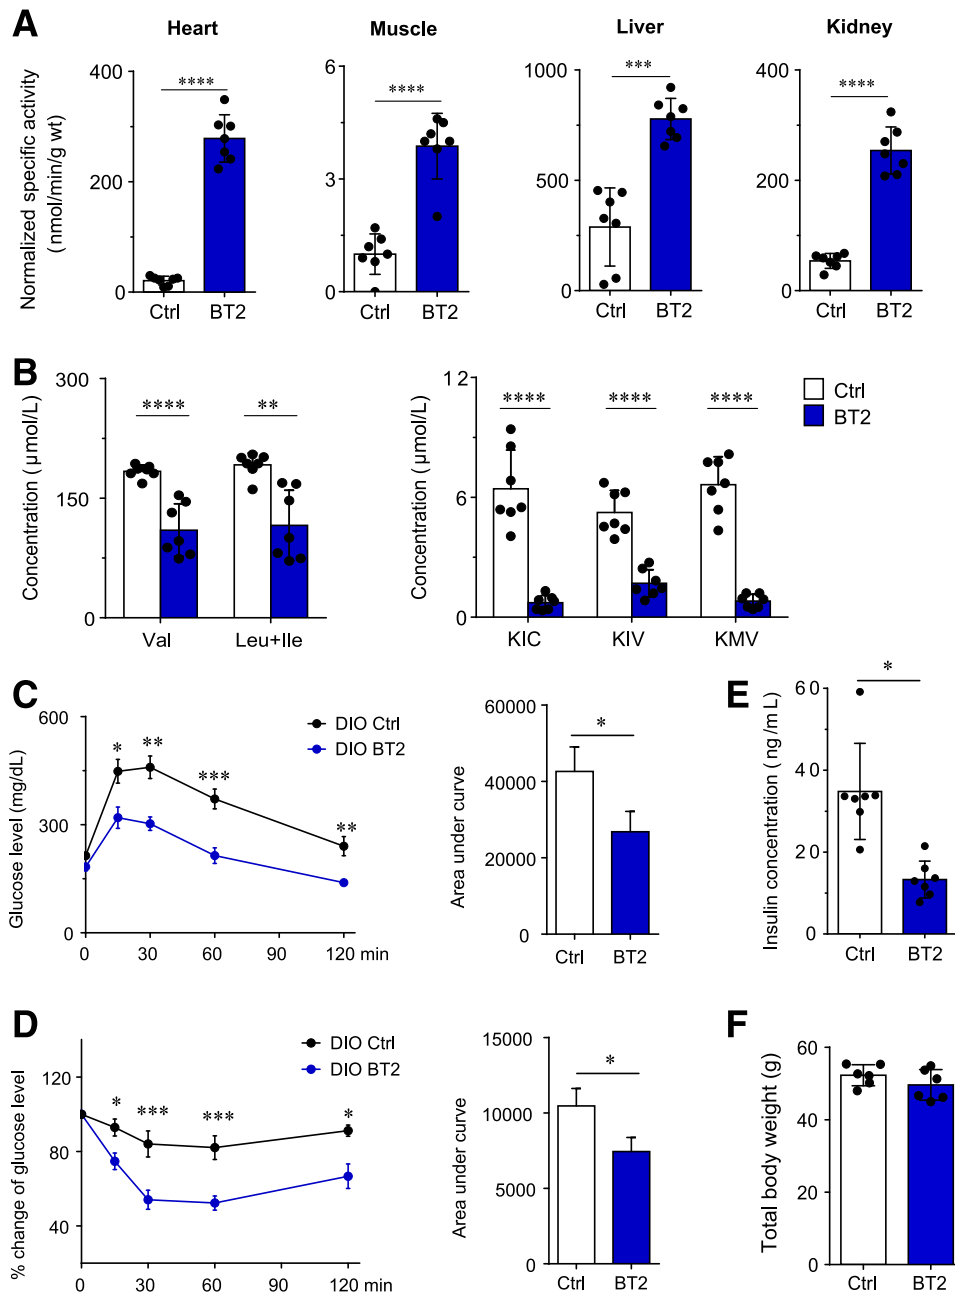 A
Heart
Muscle
Liver
Kidney
Normalized specific activity
(nmol/min/g wt)
400
200
0
****
Ctrl
BT2
6
3
0
****
Ctrl
BT2
1000
500
0
***
Ctrl
BT2
400
200
0
****
Ctrl
BT2
B
Concentration ( µmol/L)
300
150
0
****
**
Val
Leu+Ile
Concentration ( µmol/L)
12
6
0
****
****
****
KIC
KIV
KMV
Ctrl
BT2
C
Glucose level (mg/dL)
600
300
0
*
**
***
**
DIO Ctrl
DIO BT2
0
30
60
90
120 min
Area under curve
60000
40000
20000
0
*
Ctrl
BT2
E
Insulin concentration ( ng /m L)
60
40
20
0
*
Ctrl
BT2
D
% change of glucose level
120
80
40
*
***
***
*
DIO Ctrl
DIO BT2
0
30
60
90
120 min
Area under curve
15000
10000
5000
0
*
Ctrl
BT2
F
Total body weight (g)
60
40
20
0
Ctrl
BT2